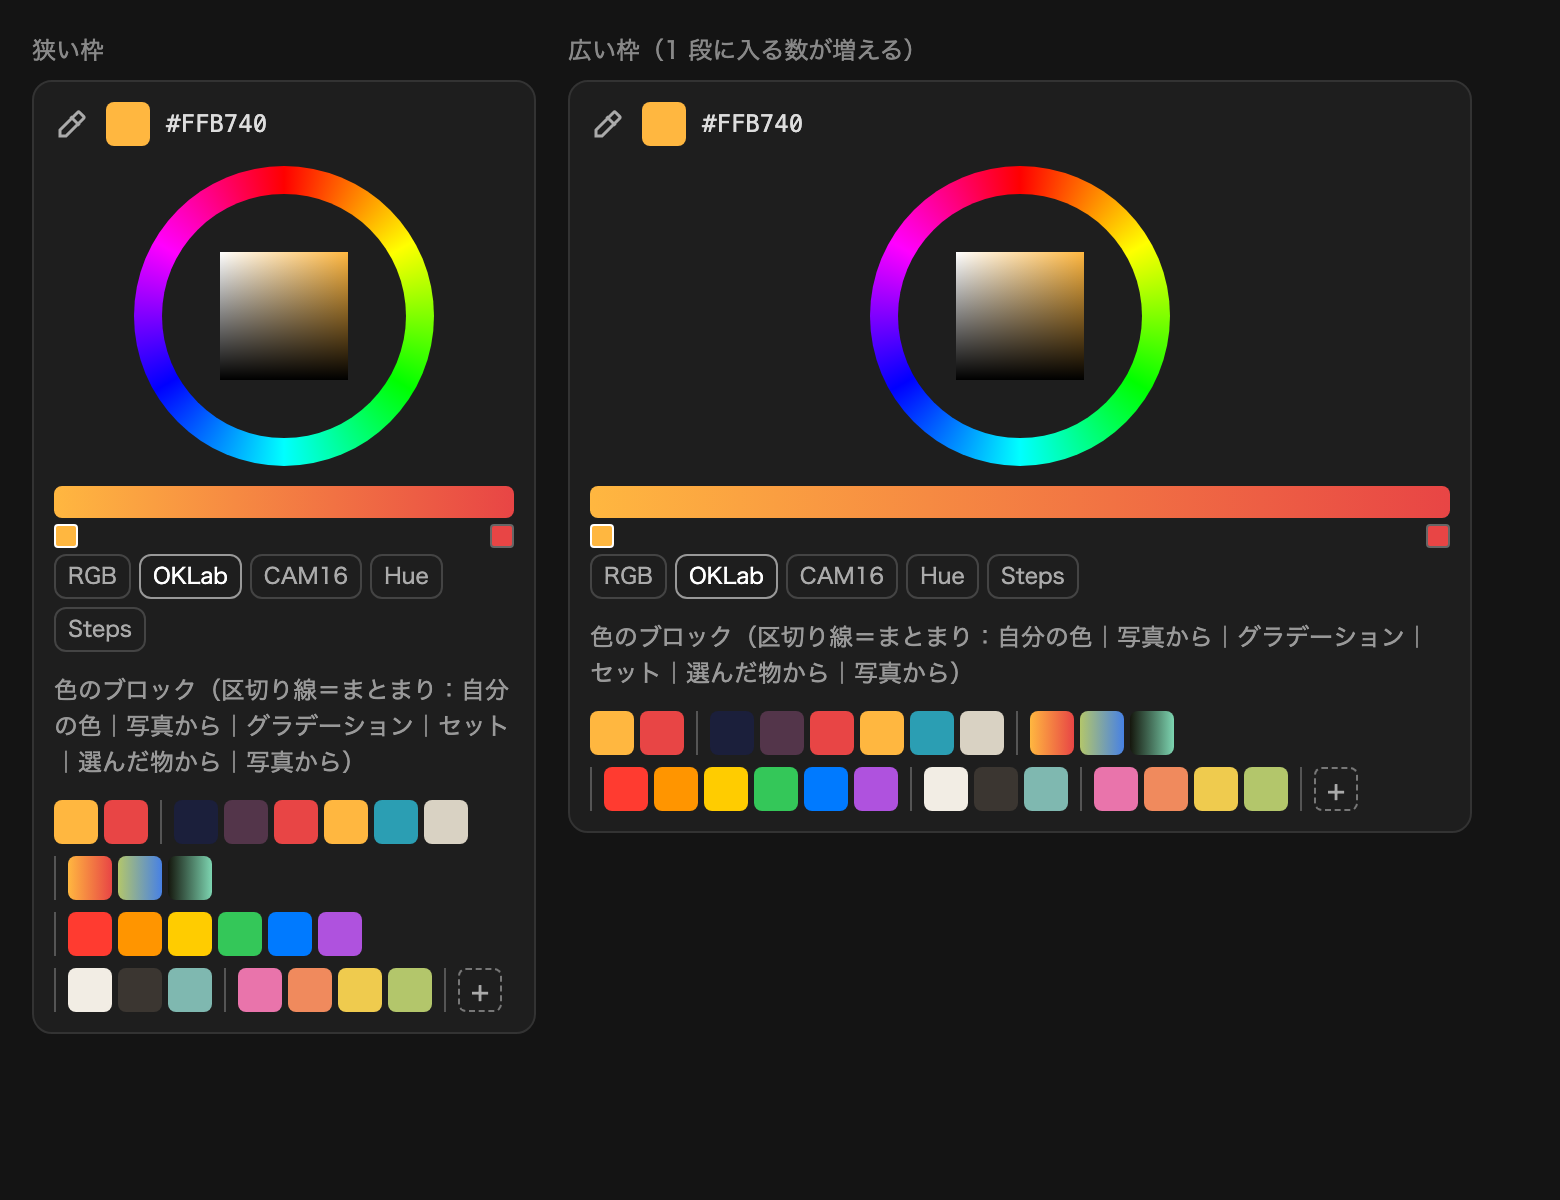 狭い枠
#FFB740
RGB
OKLab
CAM16
Hue
Steps
色のブロック（区切り線＝まとまり：自分
の色｜写真から｜グラデーション｜セット
｜選んだ物から｜写真から）
+
広い枠（1 段に入る数が増える）
#FFB740
RGB
OKLab
CAM16
Hue
Steps
色のブロック（区切り線＝まとまり：自分の色｜写真から｜グラデーション｜
セット｜選んだ物から｜写真から）
+